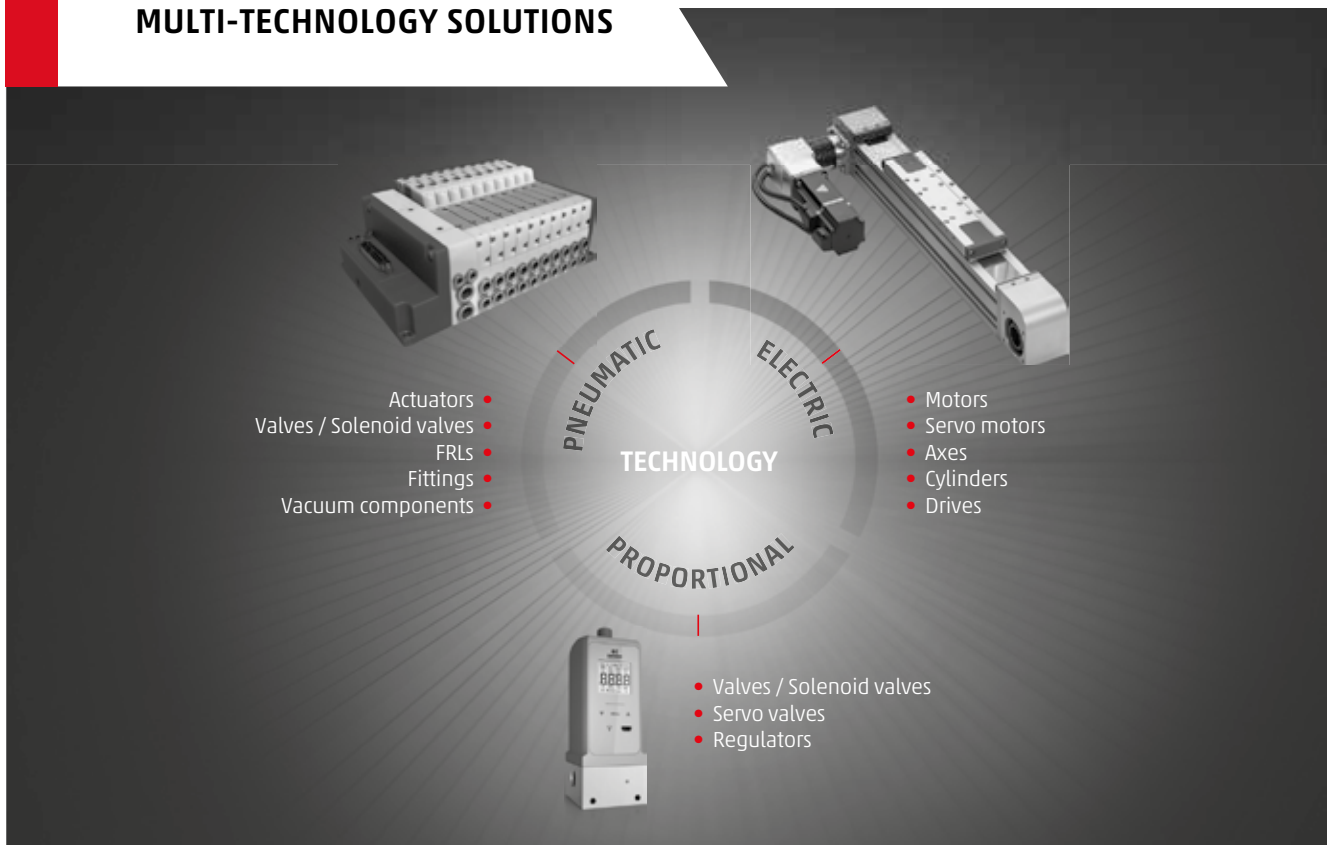 MULTI-TECHNOLOGY SOLUTIONS
PNEUMATIC
ELECTRIC
TECHNOLOGY
PROPORTIONAL
Actuators •
Valves / Solenoid valves •
FRLs •
Fittings •
Vacuum components •
• Motors
• Servo motors
• Axes
• Cylinders
• Drives
• Valves / Solenoid valves
• Servo valves
• Regulators